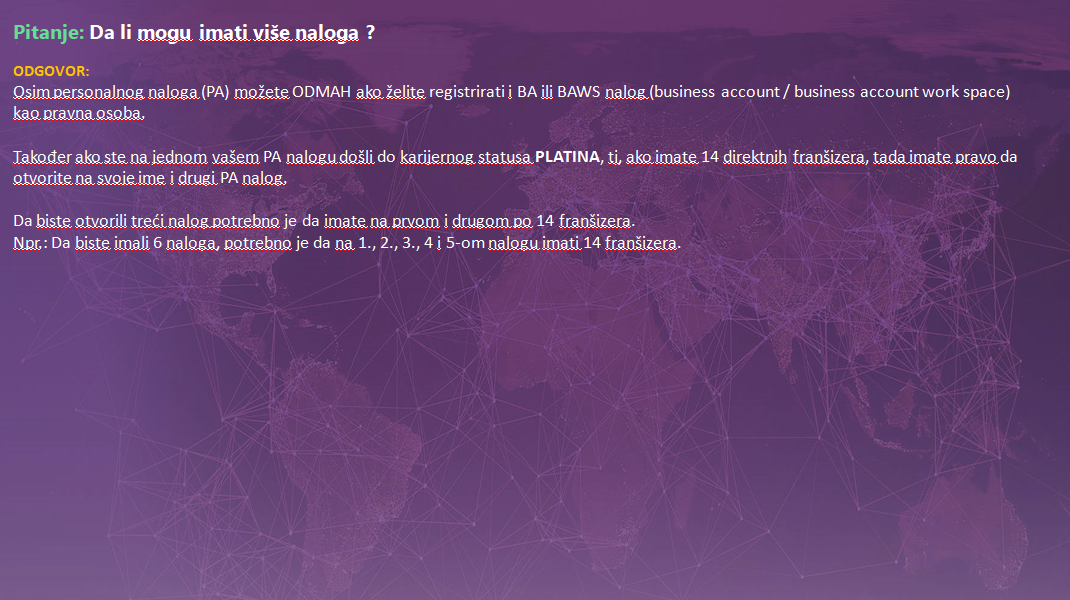 Pitanje: Da li mogu imati više naloga ?
ODGOVOR:
Osim personalnog naloga (PA) možete ODMAH ako želite registrirati i BA ili BAWS nalog (business account / business account work space)
kao pravna osoba.
Također ako ste na jednom vašem PA nalogu došli do karijernog statusa PLATINA, tj, ako imate 14 direktnih franšizera, tada imate pravo da
otvorite na svoje ime i drugi PA nalog.
Da biste otvorili treći nalog potrebno je da imate na prvom i drugom po 14 franšizera.
Npr.: Da biste imali 6 naloga, potrebno je da na 1., 2., 3., 4 i 5-om nalogu imati 14 franšizera.